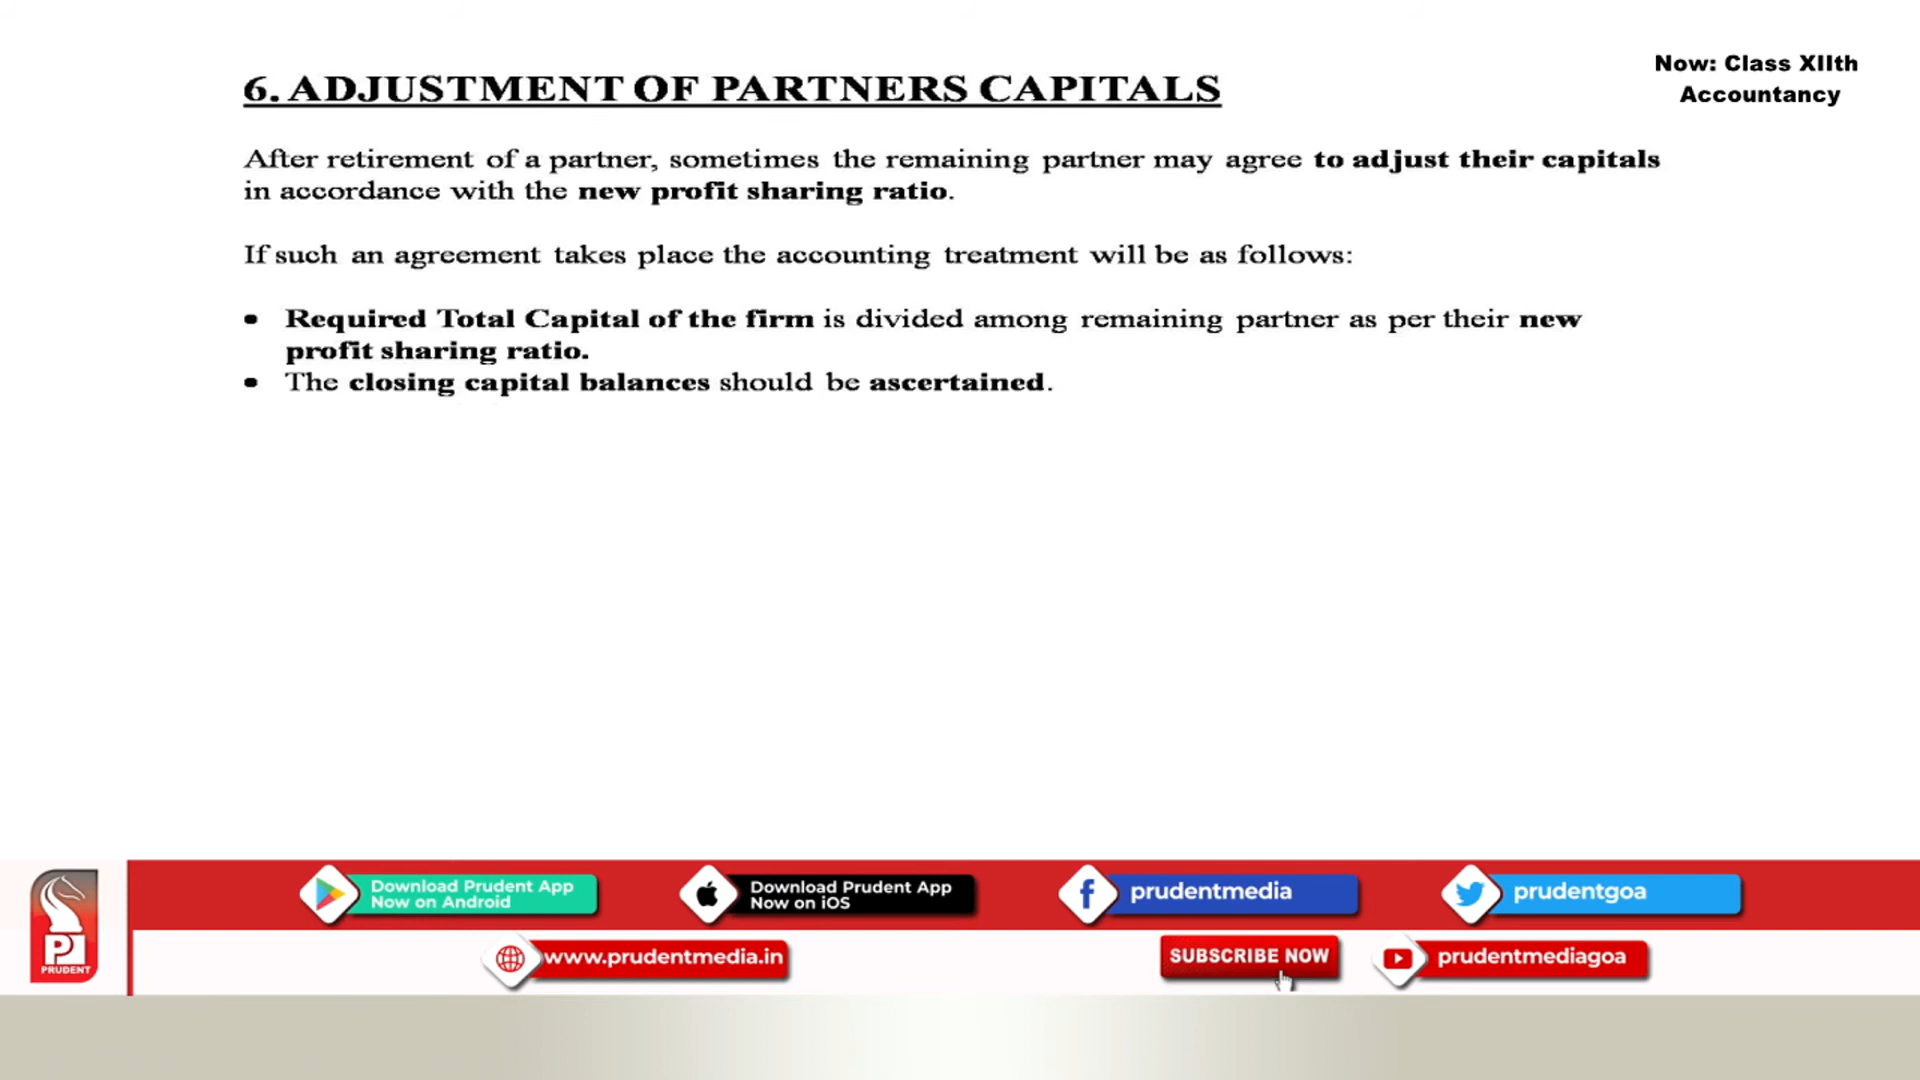 Now: Class XIIth
Accountancy
6. ADJUSTMENT OF PARTNERS CAPITALS
After retirement of a partner, sometimes the remaining partner may agree to adjust their capitals
in accordance with the new profit sharing ratio.
If such an agreement takes place the accounting treatment will be as follows:
• Required Total Capital of the firm is divided among remaining partner as per their new
profit sharing ratio.
• The closing capital balances should be ascertained.
Download Prudent App
Now on Android
Download Prudent App
Now on iOS
prudentmedia
prudentgoa
PRUDENT
www.prudentmedia.in
SUBSCRIBE NOW
prudentmediagoa